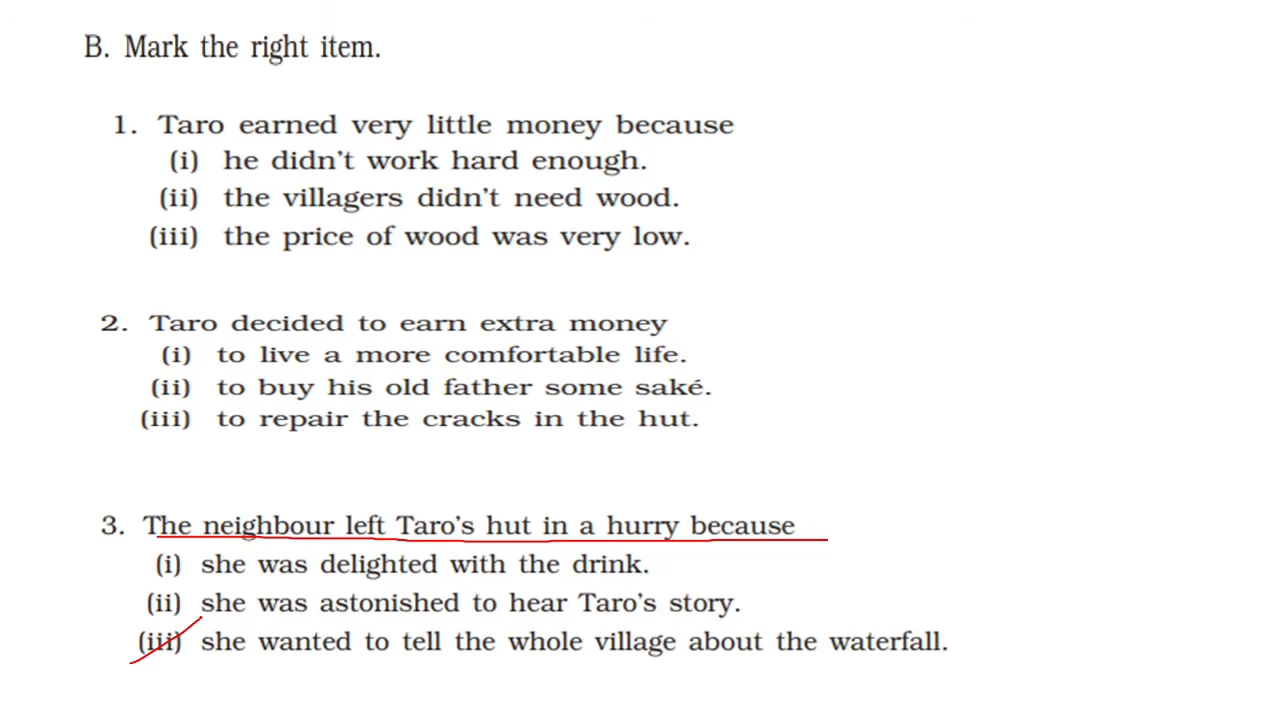 B. Mark the right item.
1. Taro earned very little money because
(i) he didn't work hard enough.
(ii) the villagers didn't need wood.
(iii) the price of wood was very low.
2. Taro decided to earn extra money
(i) to live a more comfortable life.
(ii) to buy his old father some saké.
(iii) to repair the cracks in the hut.
3. The neighbour left Taro's hut in a hurry because
(i) she was delighted with the drink.
(ii) she was astonished to hear Taro's story.
(iii) she wanted to tell the whole village about the waterfall.